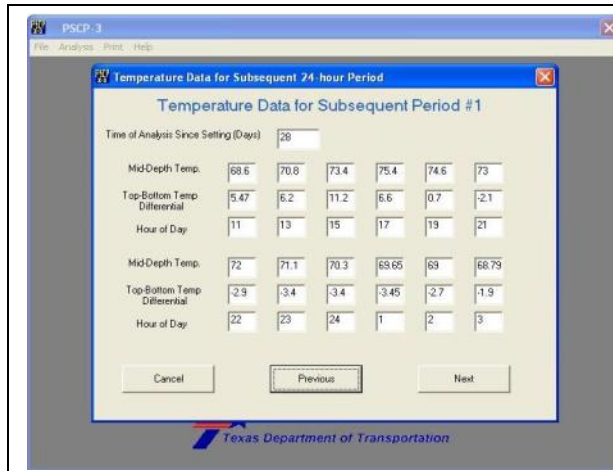 PSCP-3
File Analysis Print Help
Temperature Data for Subsequent 24-hour Period
Temperature Data for Subsequent Period #1
Time of Analysis Since Setting (Days) 28
Mid-Depth Temp. 68.6 70.8 73.4 75.4 74.6 73
Top-Bottom Temp
Differential 5.47 6.2 11.2 6.6 0.7 -2.1
Hour of Day 11 13 15 17 19 21
Mid-Depth Temp. 72 71.1 70.3 69.65 69 68.79
Top-Bottom Temp
Differential -2.9 -3.4 -3.4 -3.45 -2.7 -1.9
Hour of Day 22 23 24 1 2 3
Cancel Previous Next
Texas Department of Transportation